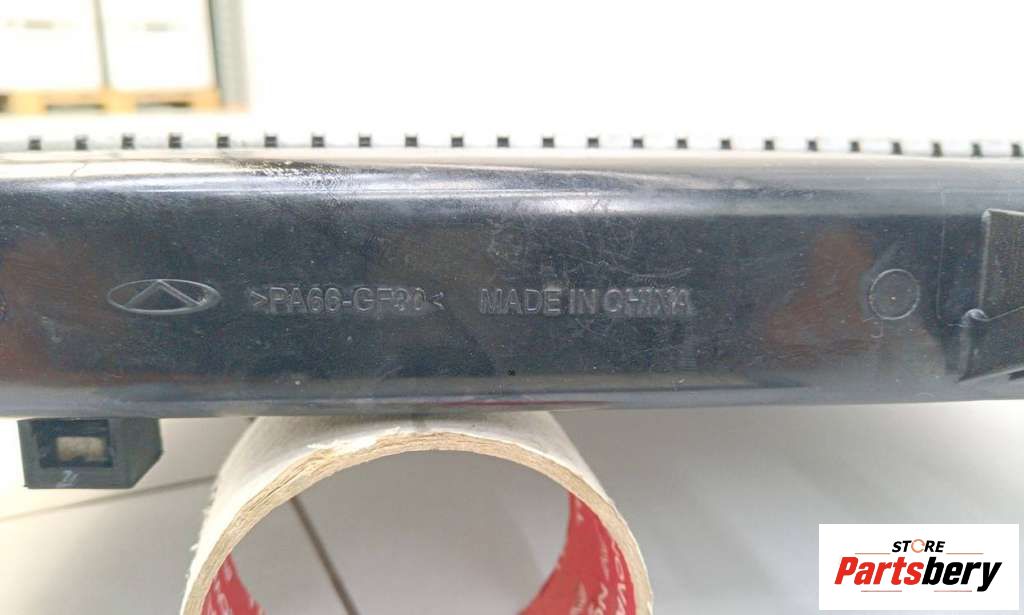 >PA66-GF30< MADE IN CHINA
STORE
Partsbery